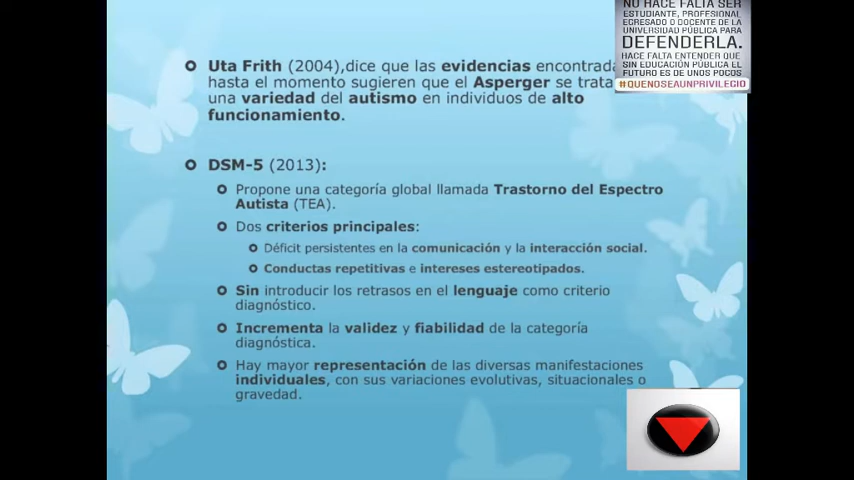 NO HACE FALTA SER
ESTUDIANTE, PROFESIONAL
EGRESADO O DOCENTE DE LA
UNIVERSIDAD PÚBLICA PARA
DEFENDERLA.
HACE FALTA ENTENDER QUE
SIN EDUCACIÓN PÚBLICA EL
FUTURO ES DE UNOS POCOS
#QUENOSEAUNPRIVILEGIO
Uta Frith (2004),dice que las evidencias
hasta el momento sugieren que el Asperger se trata
una variedad del autismo en individuos de alto
funcionamiento.
DSM-5 (2013):
Propone una categoría global llamada Trastorno del Espectro
Autista (TEA).
Dos criterios principales:
Déficit persistentes en la comunicación y la interacción social.
Conductas repetitivas e intereses estereotipados.
Sin introducir los retrasos en el lenguaje como criterio
diagnóstico.
Incrementa la validez y fiabilidad de la categoría
diagnóstica.
Hay mayor representación de las diversas manifestaciones
individuales, con sus variaciones evolutivas, situacionales o
gravedad.